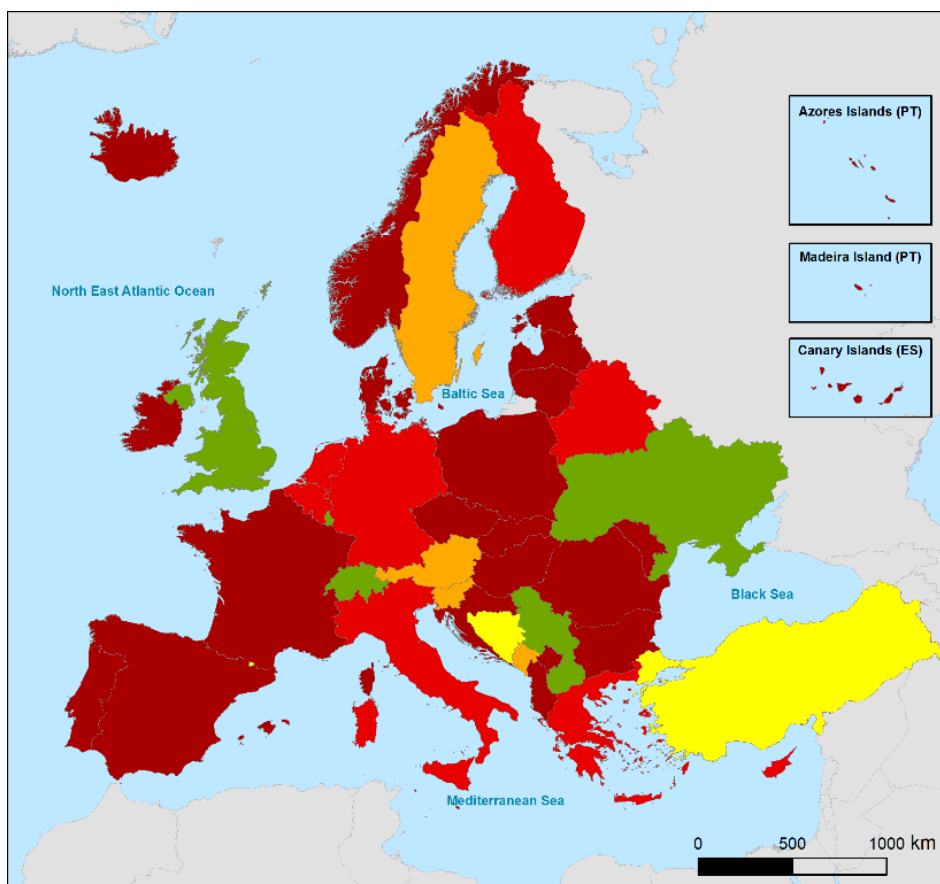 Azores Islands (PT)
Madeira Island (PT)
North East Atlantic Ocean
Canary Islands (ES)
Baltic Sea
Black Sea
Mediterranean Sea
0 500 1000 km